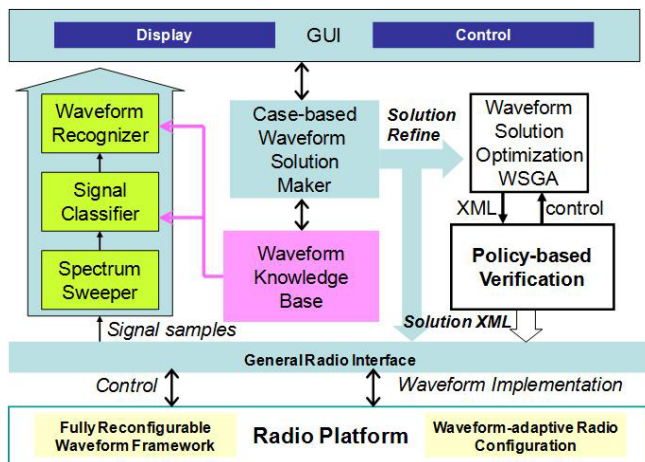 Display
GUI
Control
Waveform
Recognizer
Signal
Classifier
Spectrum
Sweeper
Case-based
Waveform
Solution
Maker
Solution
Refine
Waveform
Solution
Optimization
WSGA
XML
control
Waveform
Knowledge
Base
Policy-based
Verification
Signal samples
Solution XML
General Radio Interface
Control
Waveform Implementation
Fully Reconfigurable
Waveform Framework
Radio Platform
Waveform-adaptive Radio
Configuration